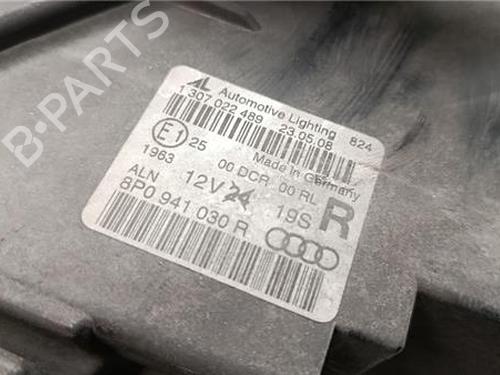 B-PARTS
AL Automotive Lighting 824
1 307 022 489 23.05.08
E1 25 Made in Germany
1963 00 DCR 00 RL
ALN 12V 24 19S R
8P0 941 030 R